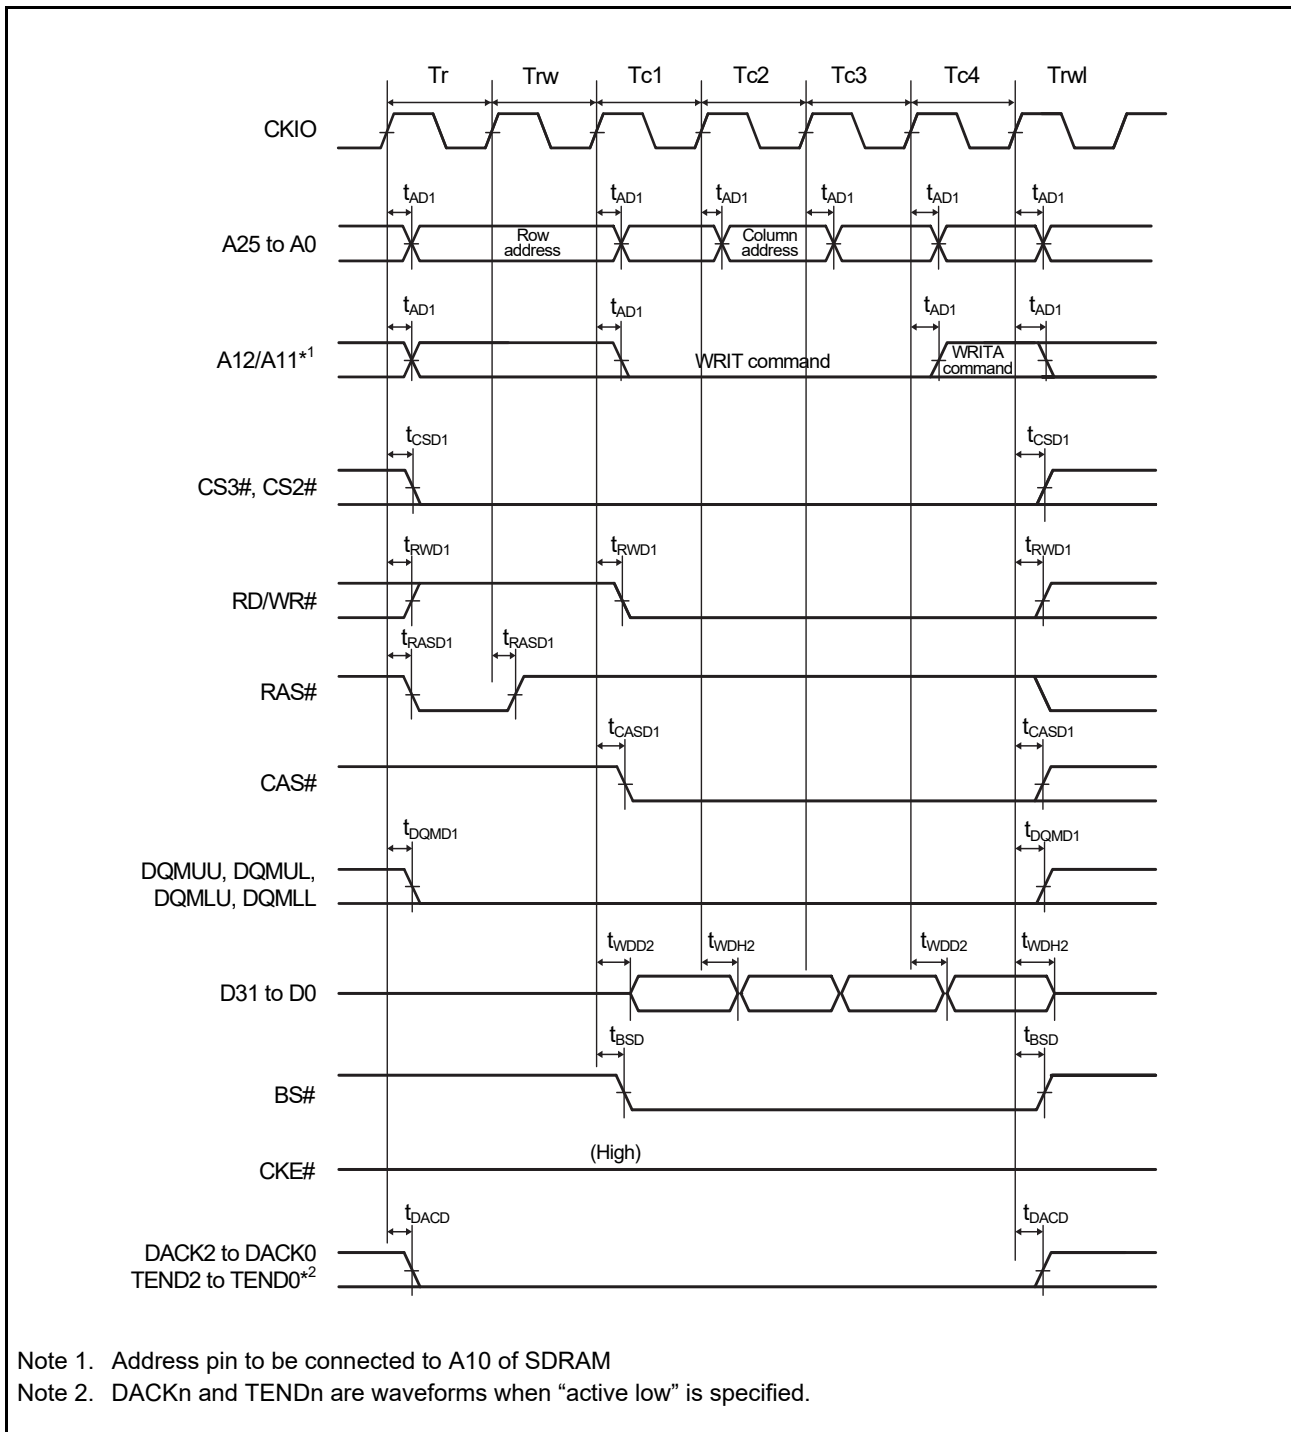 Tr Trw Tc1 Tc2 Tc3 Tc4 Trwl
CKIO
tAD1 tAD1 tAD1 tAD1 tAD1 tAD1
A25 to A0
Row
address
Column
address
tAD1 tAD1 tAD1 tAD1
A12/A11*1
WRIT command
WRITA
command
tCSD1 tCSD1
CS3#, CS2#
tRWD1 tRWD1 tRWD1
RD/WR#
tRASD1 tRASD1
RAS#
tCASD1 tCASD1
CAS#
tDQMD1 tDQMD1
DQMUU, DQMUL,
DQMLU, DQMLL
tWDD2 tWDH2 tWDD2 tWDH2
D31 to D0
tBSD tBSD
BS#
(High)
CKE#
tDACD tDACD
DACK2 to DACK0
TEND2 to TEND0*2
Note 1. Address pin to be connected to A10 of SDRAM
Note 2. DACKn and TENDn are waveforms when “active low” is specified.